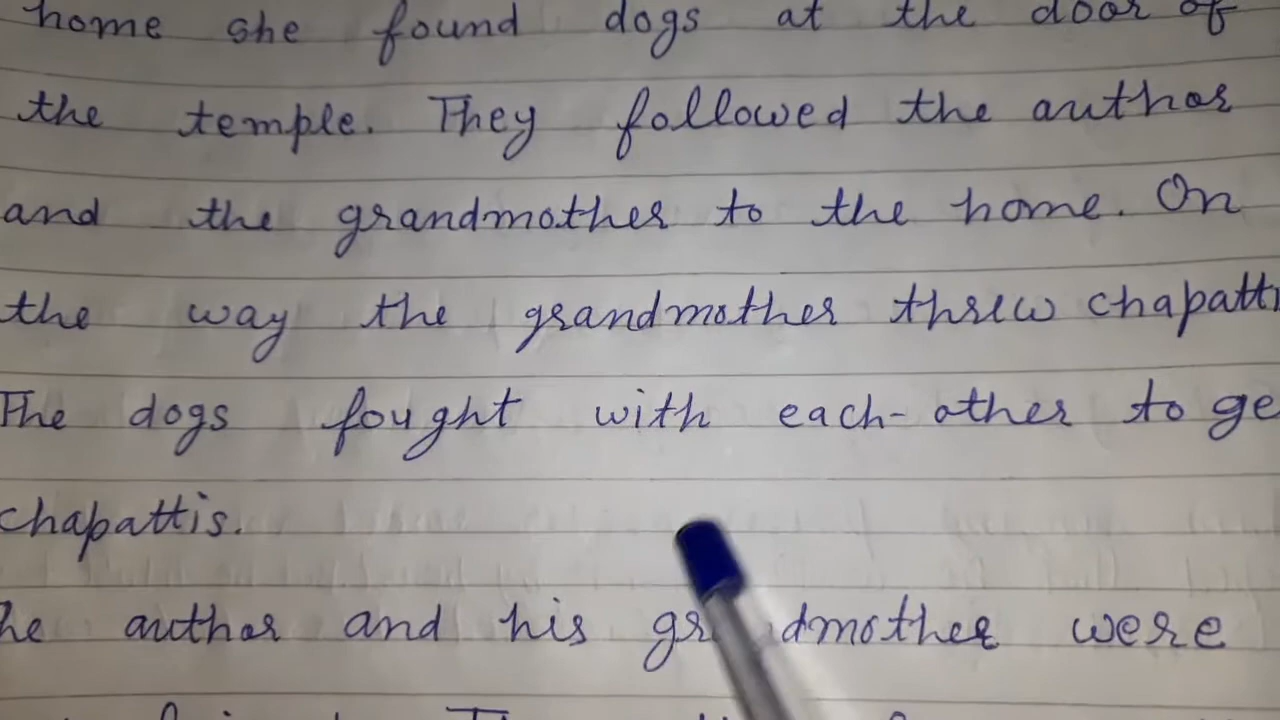 home she found dogs at the door of
the temple. They followed the author
and the grandmother to the home. On
the way the grandmother threw chapatti
The dogs fought with each-other to ge
chapattis.
he author and his grandmother were